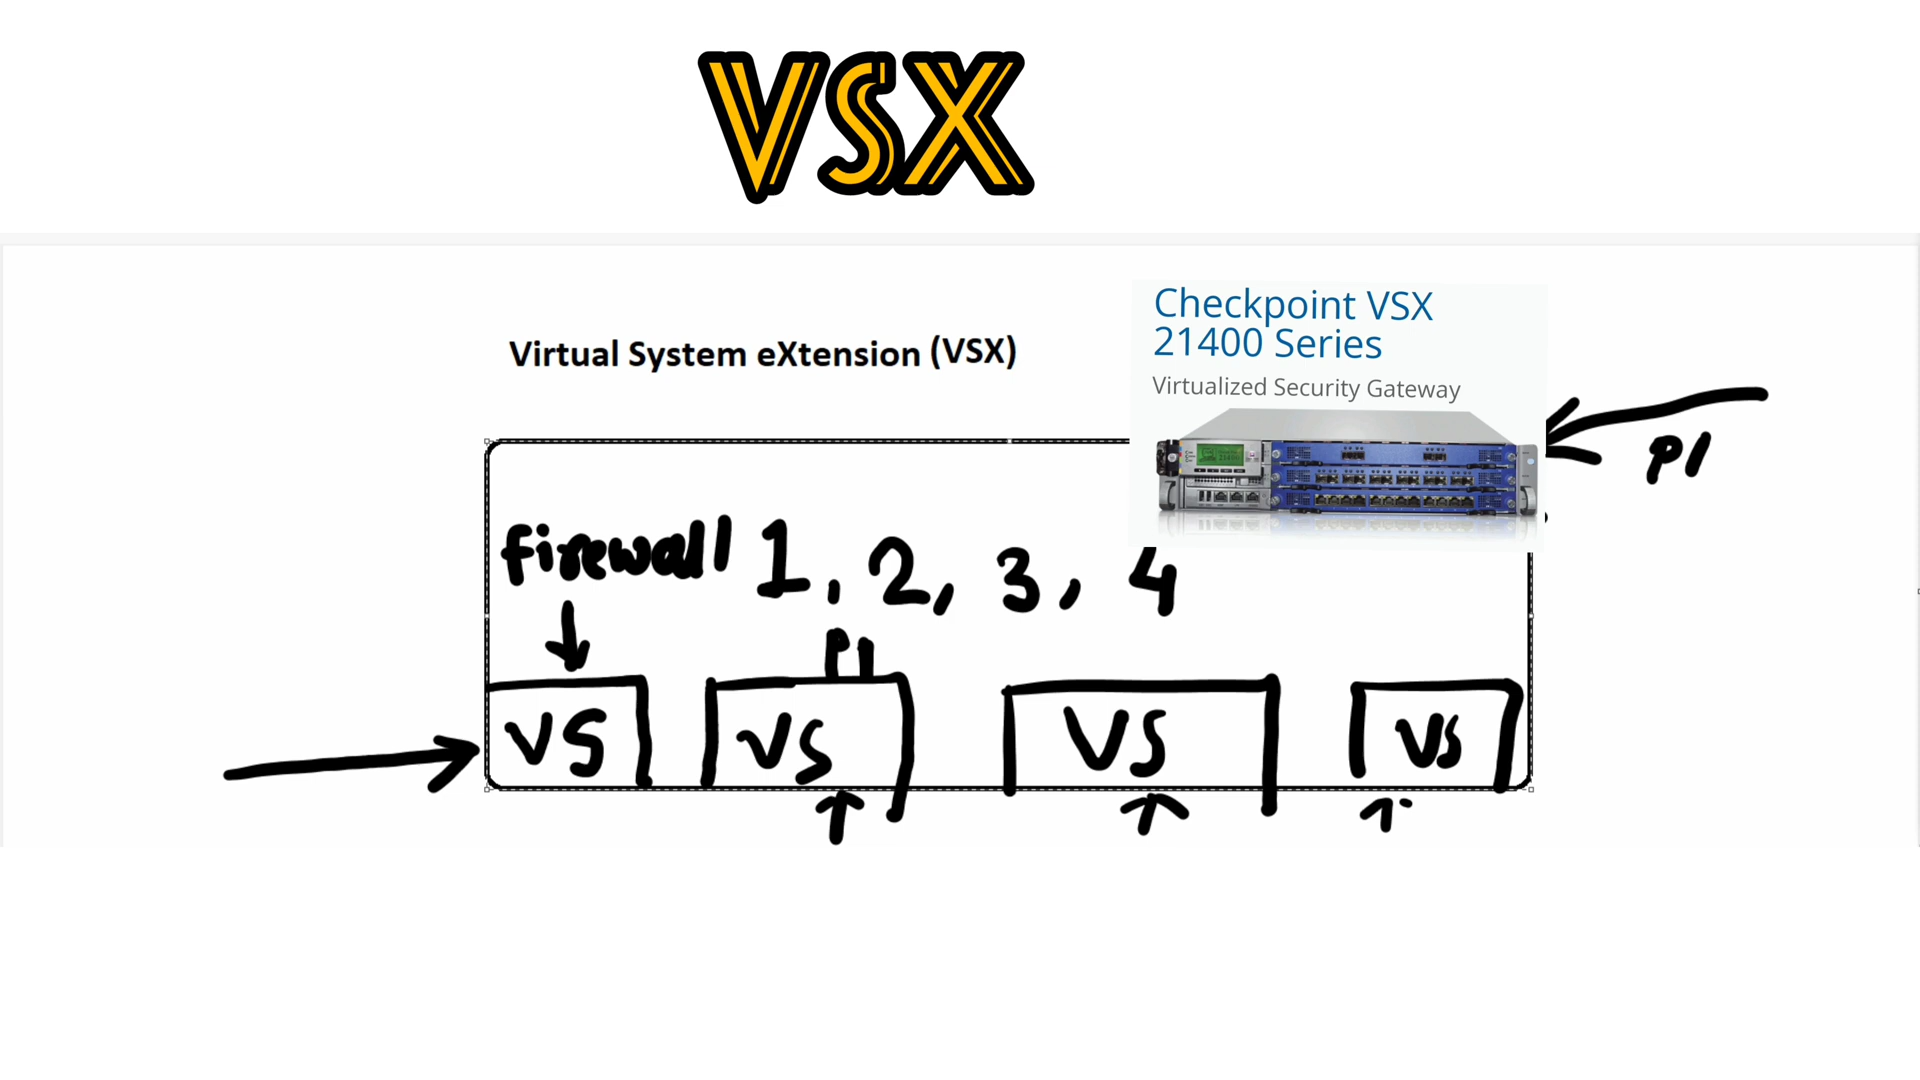 VSX
Checkpoint VSX
21400 Series
Virtual System eXtension (VSX)
Virtualized Security Gateway
P1
firewall 1, 2, 3, 4
P1
VS VS VS VS